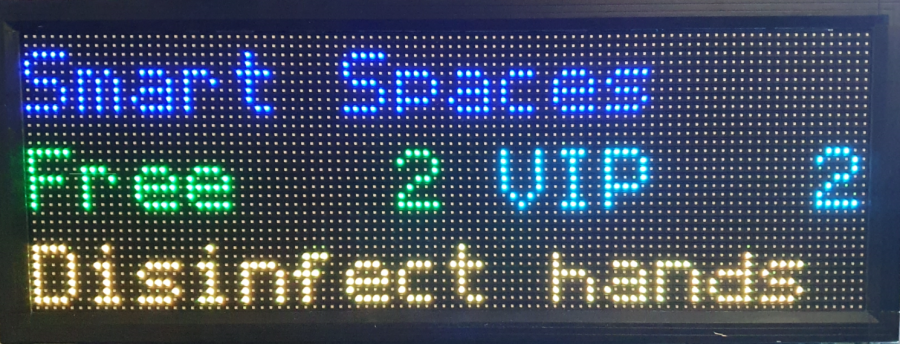 Smart Spaces
Free 2 VIP 2
Disinfect hands